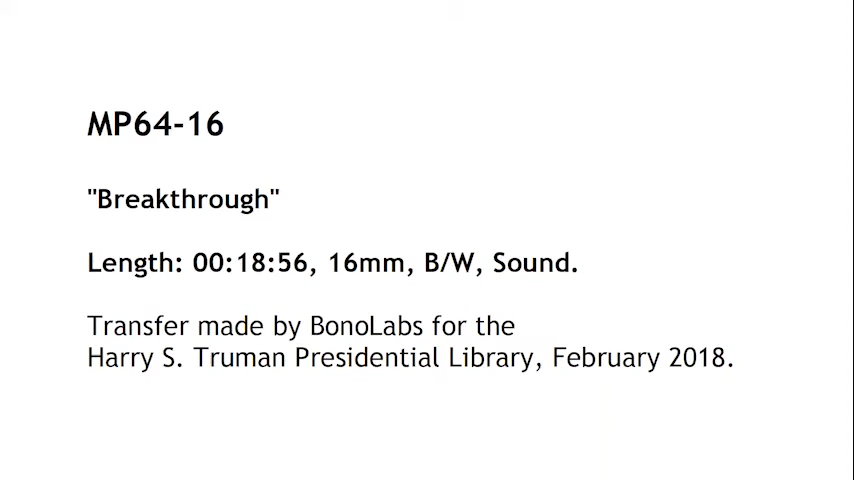 MP64-16
"Breakthrough"
Length: 00:18:56, 16mm, B/W, Sound.
Transfer made by BonoLabs for the
Harry S. Truman Presidential Library, February 2018.